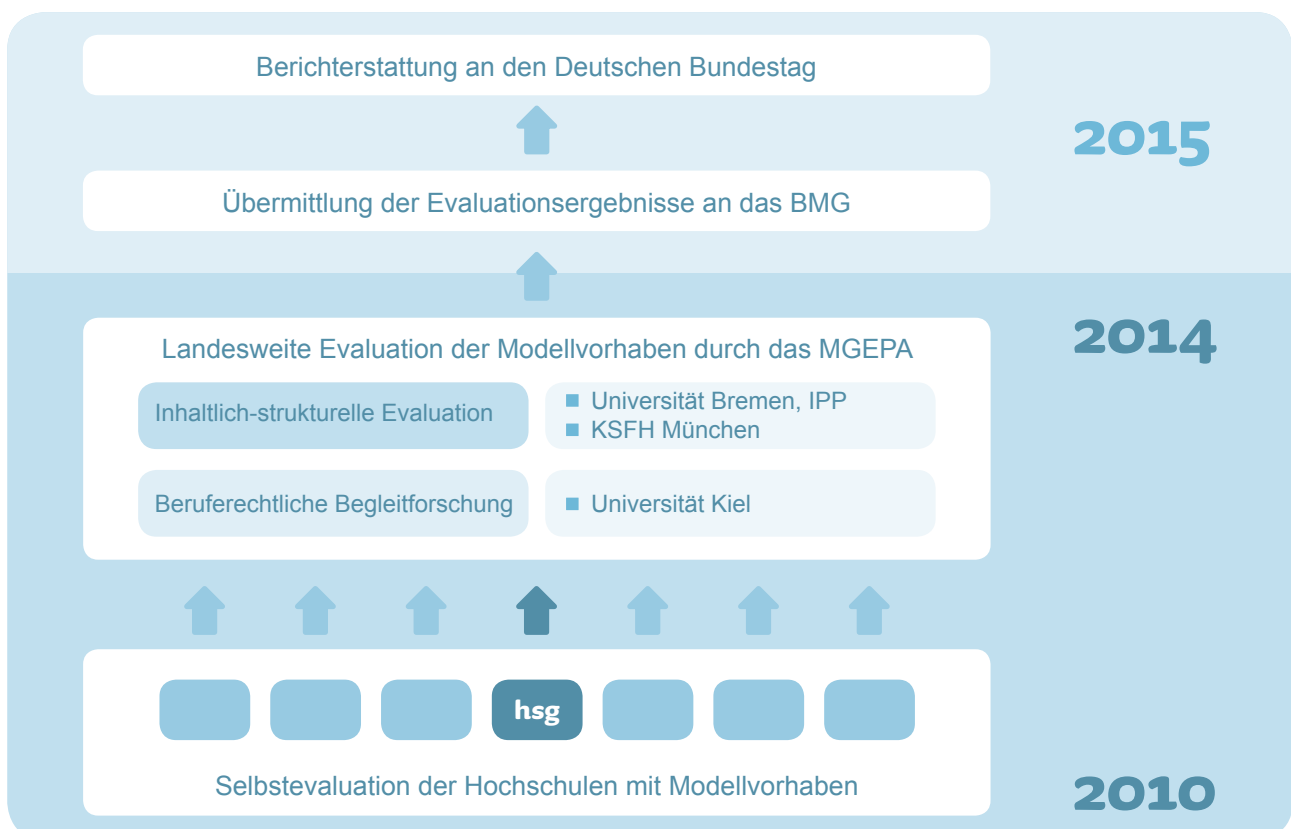 Berichterstattung an den Deutschen Bundestag
2015
Übermittlung der Evaluationsergebnisse an das BMG
2014
Landesweite Evaluation der Modellvorhaben durch das MGEPA
Inhaltlich-strukturelle Evaluation
Universität Bremen, IPP
KSFH München
Beruferechtliche Begleitforschung
Universität Kiel
hsg
Selbstevaluation der Hochschulen mit Modellvorhaben
2010